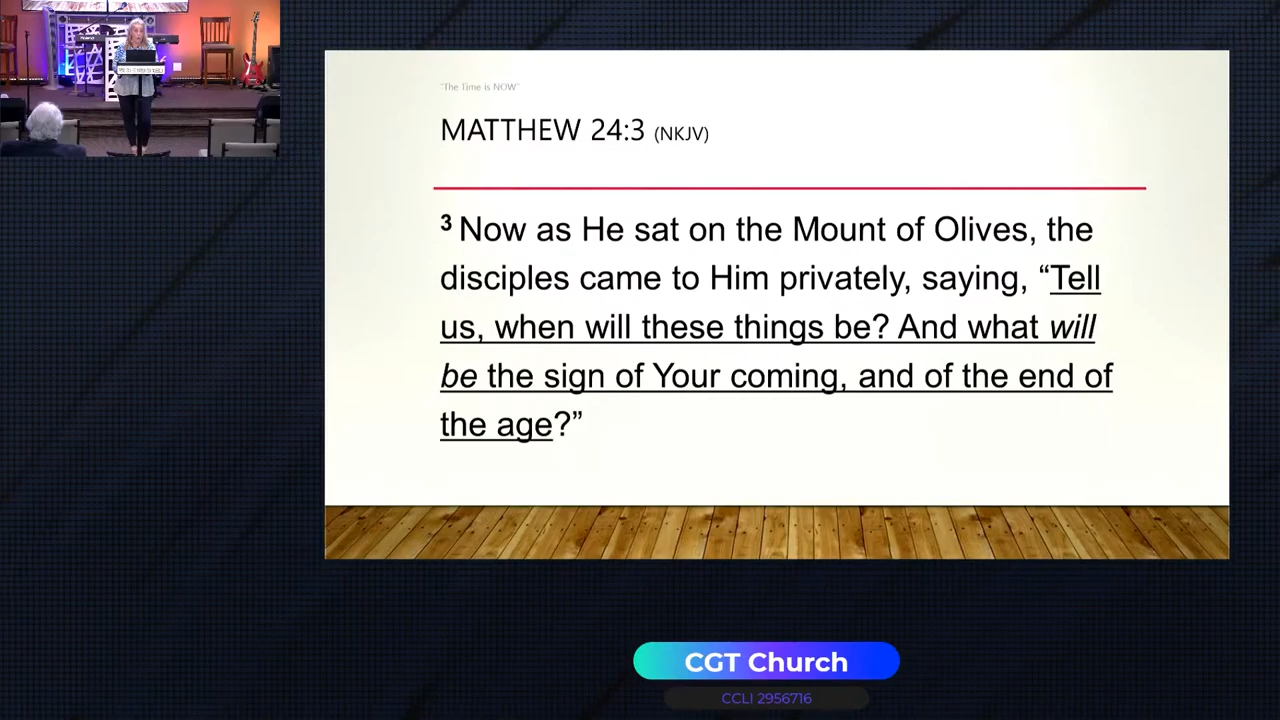 "The Time is NOW"
MATTHEW 24:3 (NKJV)
3 Now as He sat on the Mount of Olives, the
disciples came to Him privately, saying, “Tell
us, when will these things be? And what will
be the sign of Your coming, and of the end of
the age?”
CGT Church
CCLI 2956716